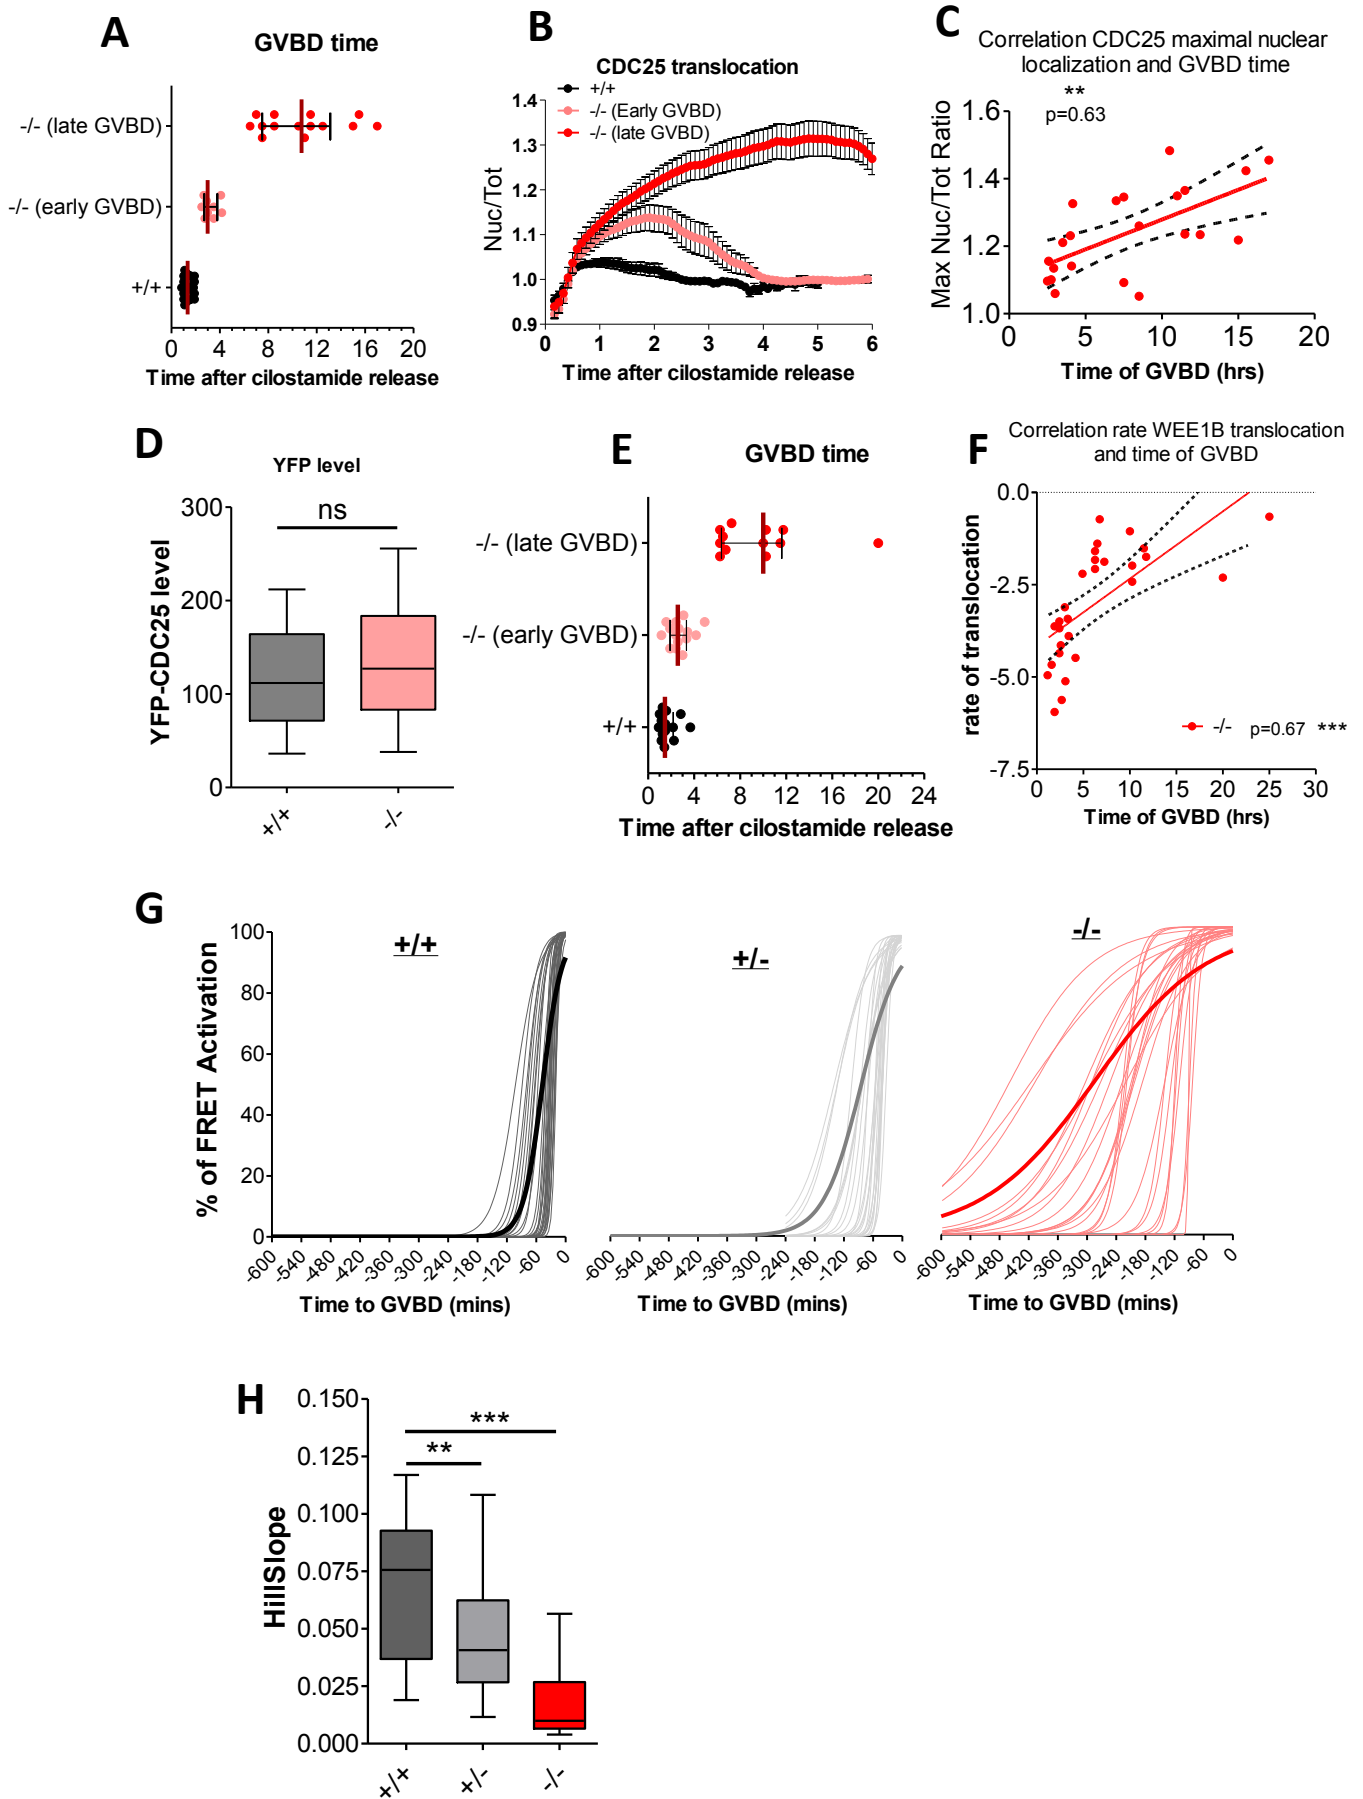 A
GVBD time
-/- (late GVBD)
-/- (early GVBD)
+/+
0 4 8 12 16 20
Time after cilostamide release
B
CDC25 translocation
+/+
-/- (Early GVBD)
-/- (late GVBD)
Nuc/Tot
1.4
1.3
1.2
1.1
1.0
0.9
0 1 2 3 4 5 6
Time after cilostamide release
C
Correlation CDC25 maximal nuclear
localization and GVBD time
**
p=0.63
Max Nuc/Tot Ratio
1.6
1.4
1.2
1.0
0 5 10 15 20
Time of GVBD (hrs)
D
YFP level
ns
YFP-CDC25 level
300
200
100
0
+/+
-/-
E
GVBD time
-/- (late GVBD)
-/- (early GVBD)
+/+
0 4 8 12 16 20 24
Time after cilostamide release
F
Correlation rate WEE1B translocation
and time of GVBD
rate of translocation
0.0
-2.5
-5.0
-7.5
-/- p=0.67 ***
0 5 10 15 20 25 30
Time of GVBD (hrs)
G
% of FRET Activation
100
80
60
40
20
0
+/+
-600 -540 -480 -420 -360 -300 -240 -180 -120 -60 0
Time to GVBD (mins)
+/-
-600 -540 -480 -420 -360 -300 -240 -180 -120 -60 0
Time to GVBD (mins)
-/-
-600 -540 -480 -420 -360 -300 -240 -180 -120 -60 0
Time to GVBD (mins)
H
HillSlope
0.150
0.125
0.100
0.075
0.050
0.025
0.000
***
**
+/+
+/-
-/-